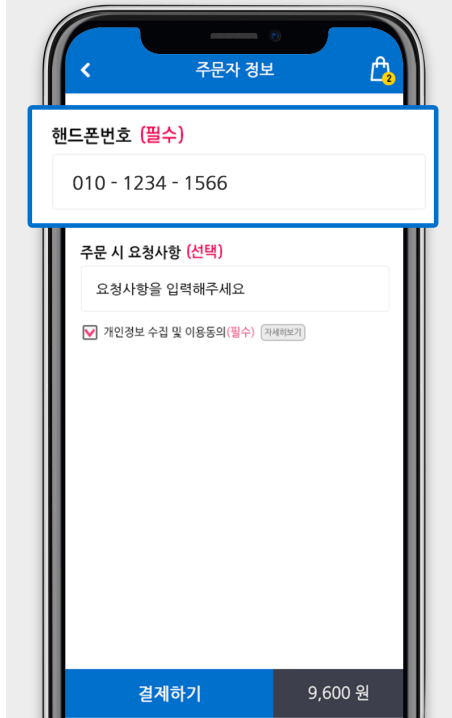 주문자 정보
2
핸드폰번호 (필수)
010 - 1234 - 1566
주문 시 요청사항 (선택)
요청사항을 입력해주세요
개인정보 수집 및 이용동의(필수) 자세히보기
결제하기 9,600 원